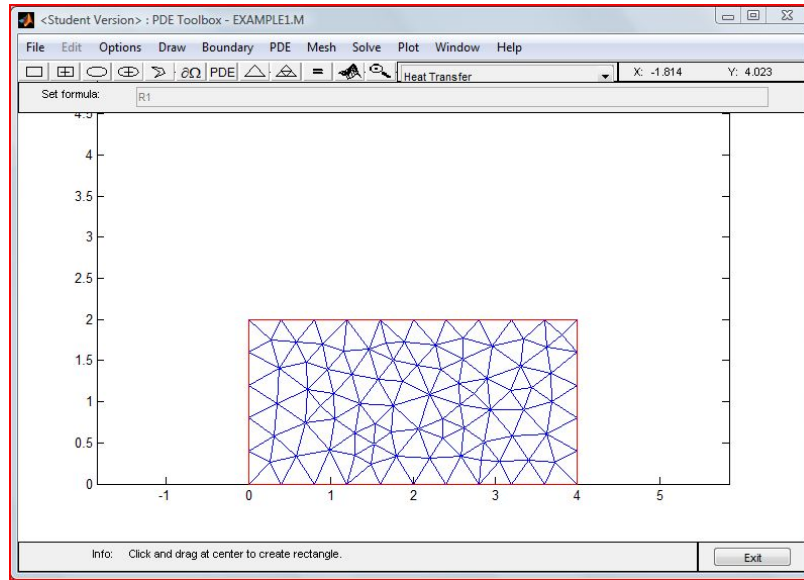 <Student Version> : PDE Toolbox - EXAMPLE1.M
File Edit Options Draw Boundary PDE Mesh Solve Plot Window Help
∂Ω PDE = Heat Transfer X: -1.814 Y: 4.023
Set formula: R1
4.5
4
3.5
3
2.5
2
1.5
1
0.5
0
-1 0 1 2 3 4 5
Info: Click and drag at center to create rectangle. Exit